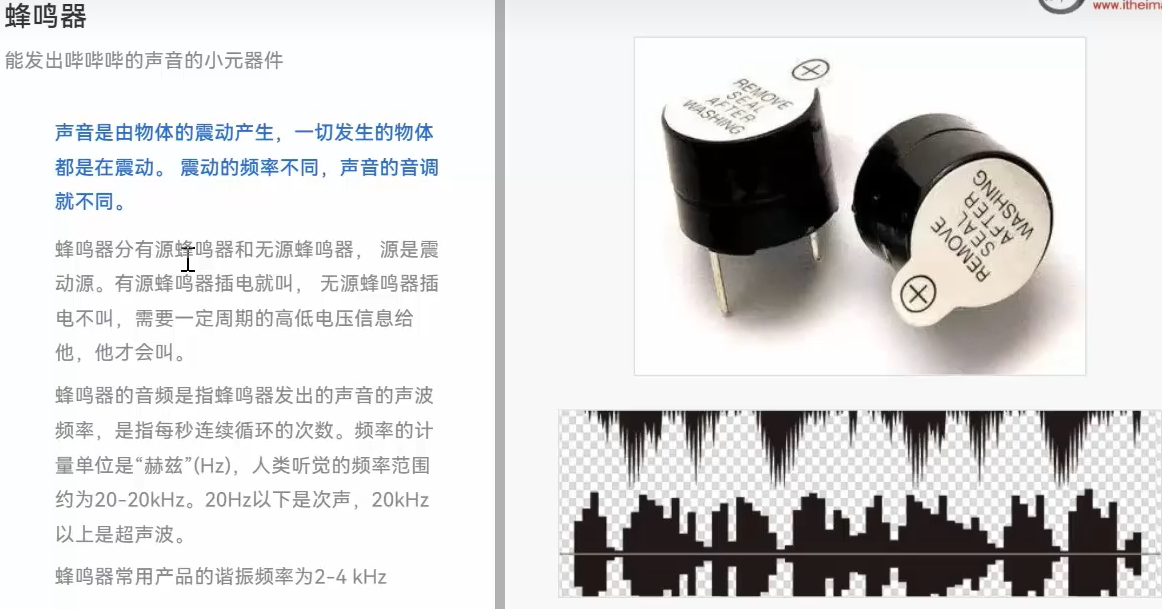 蜂鸣器
能发出哔哔哔的声音的小元器件
声音是由物体的震动产生，一切发生的物体
都是在震动。 震动的频率不同，声音的音调
就不同。
蜂鸣器分有源蜂鸣器和无源蜂鸣器， 源是震
动源。有源蜂鸣器插电就叫， 无源蜂鸣器插
电不叫，需要一定周期的高低电压信息给
他，他才会叫。
蜂鸣器的音频是指蜂鸣器发出的声音的声波
频率，是指每秒连续循环的次数。频率的计
量单位是“赫兹”(Hz)，人类听觉的频率范围
约为20-20kHz。20Hz以下是次声，20kHz
以上是超声波。
蜂鸣器常用产品的谐振频率为2-4 kHz
www.itheima
REMOVE
SEAL
AFTER
WASHING
REMOVE
SEAL
AFTER
WASHING